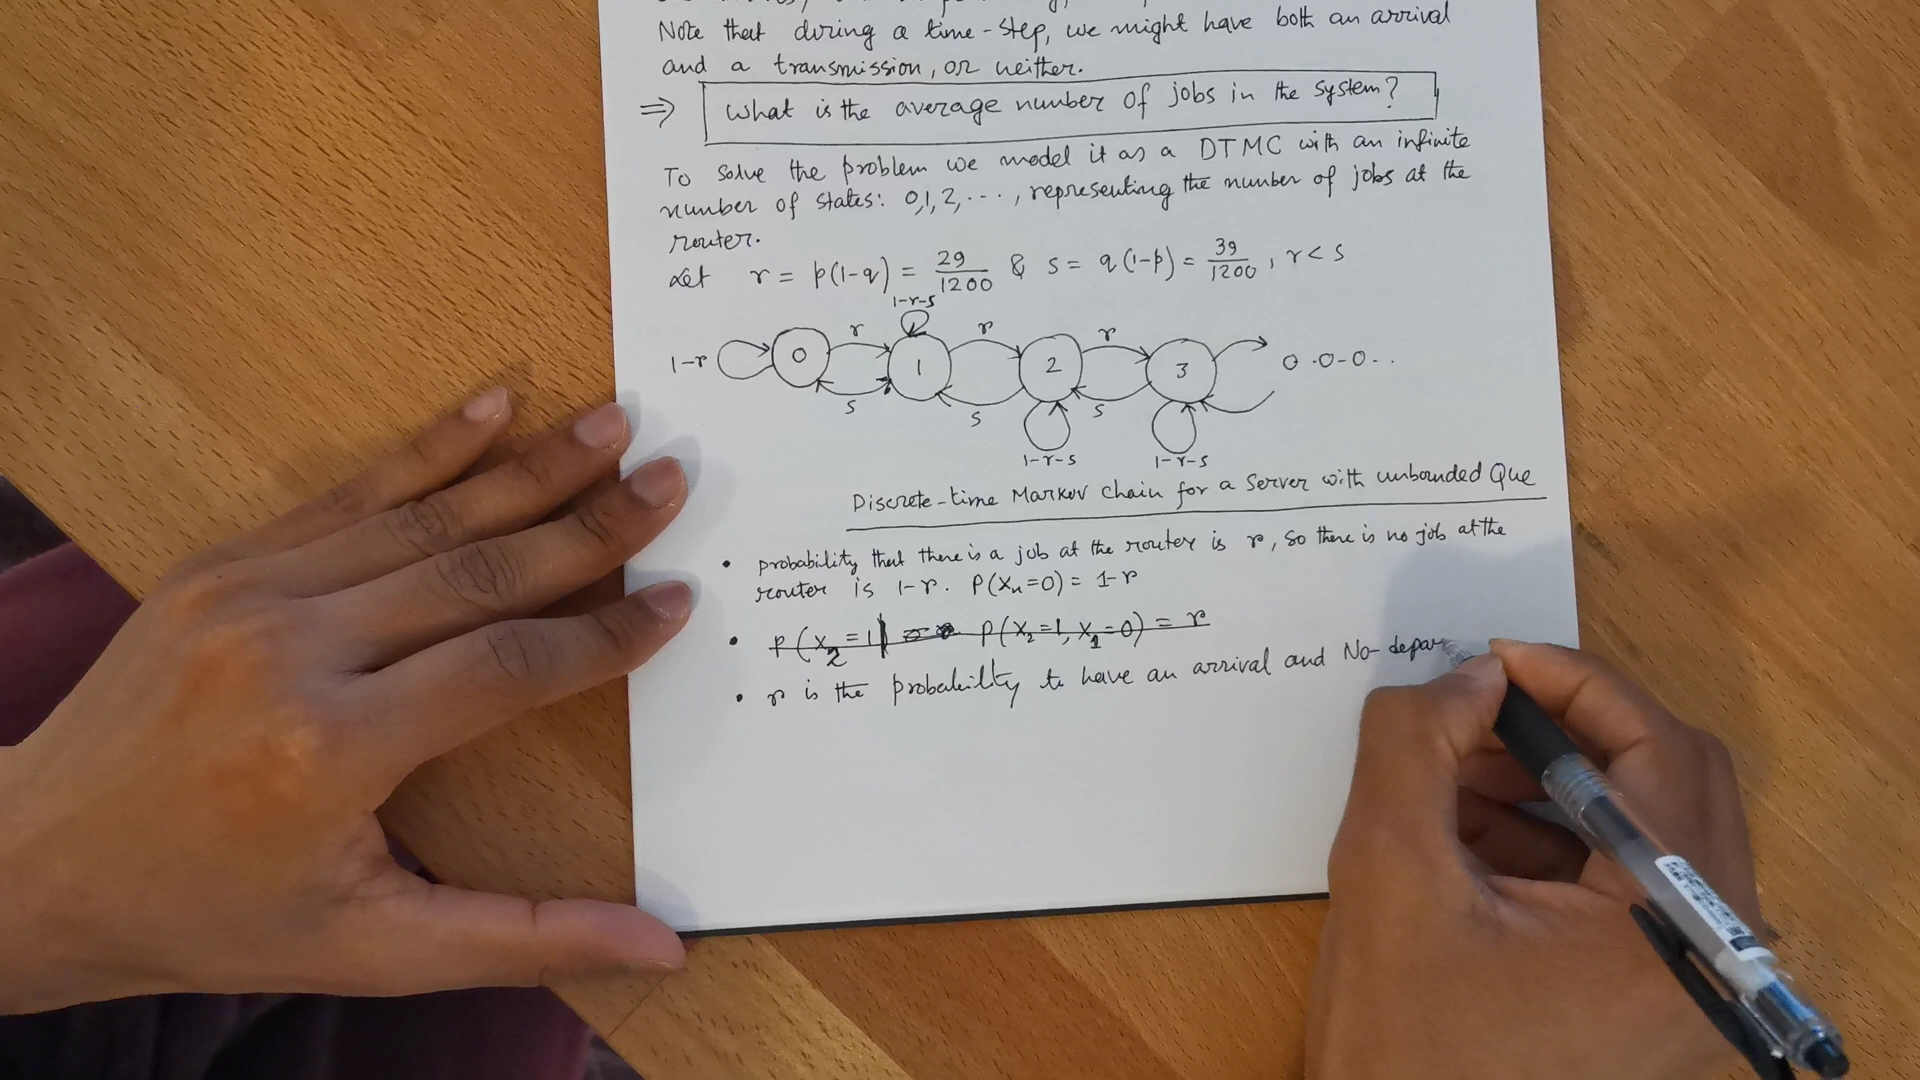 Note that during a time-step, we might have both an arrival
and a transmission, or neither.
⇒ What is the average number of jobs in the system?
To solve the problem we model it as a DTMC with an infinite
number of states: 0,1,2,..., representing the number of jobs at the
router.
Let r = p(1-q) = 29/1200 & s = q(1-p) = 39/1200, r < s
1-r-s
r r r
1-r 0 1 2 3 0.0-0..
s s s
1-r-s 1-r-s
Discrete-time Markov Chain for a Server with unbounded Que
• probability that there is a job at the router is r, so there is no job at the
router is 1-r. P(Xn=0) = 1-r
• P(X2=1| P(X2=1, X1=0) = r
• r is the probability to have an arrival and No-depar